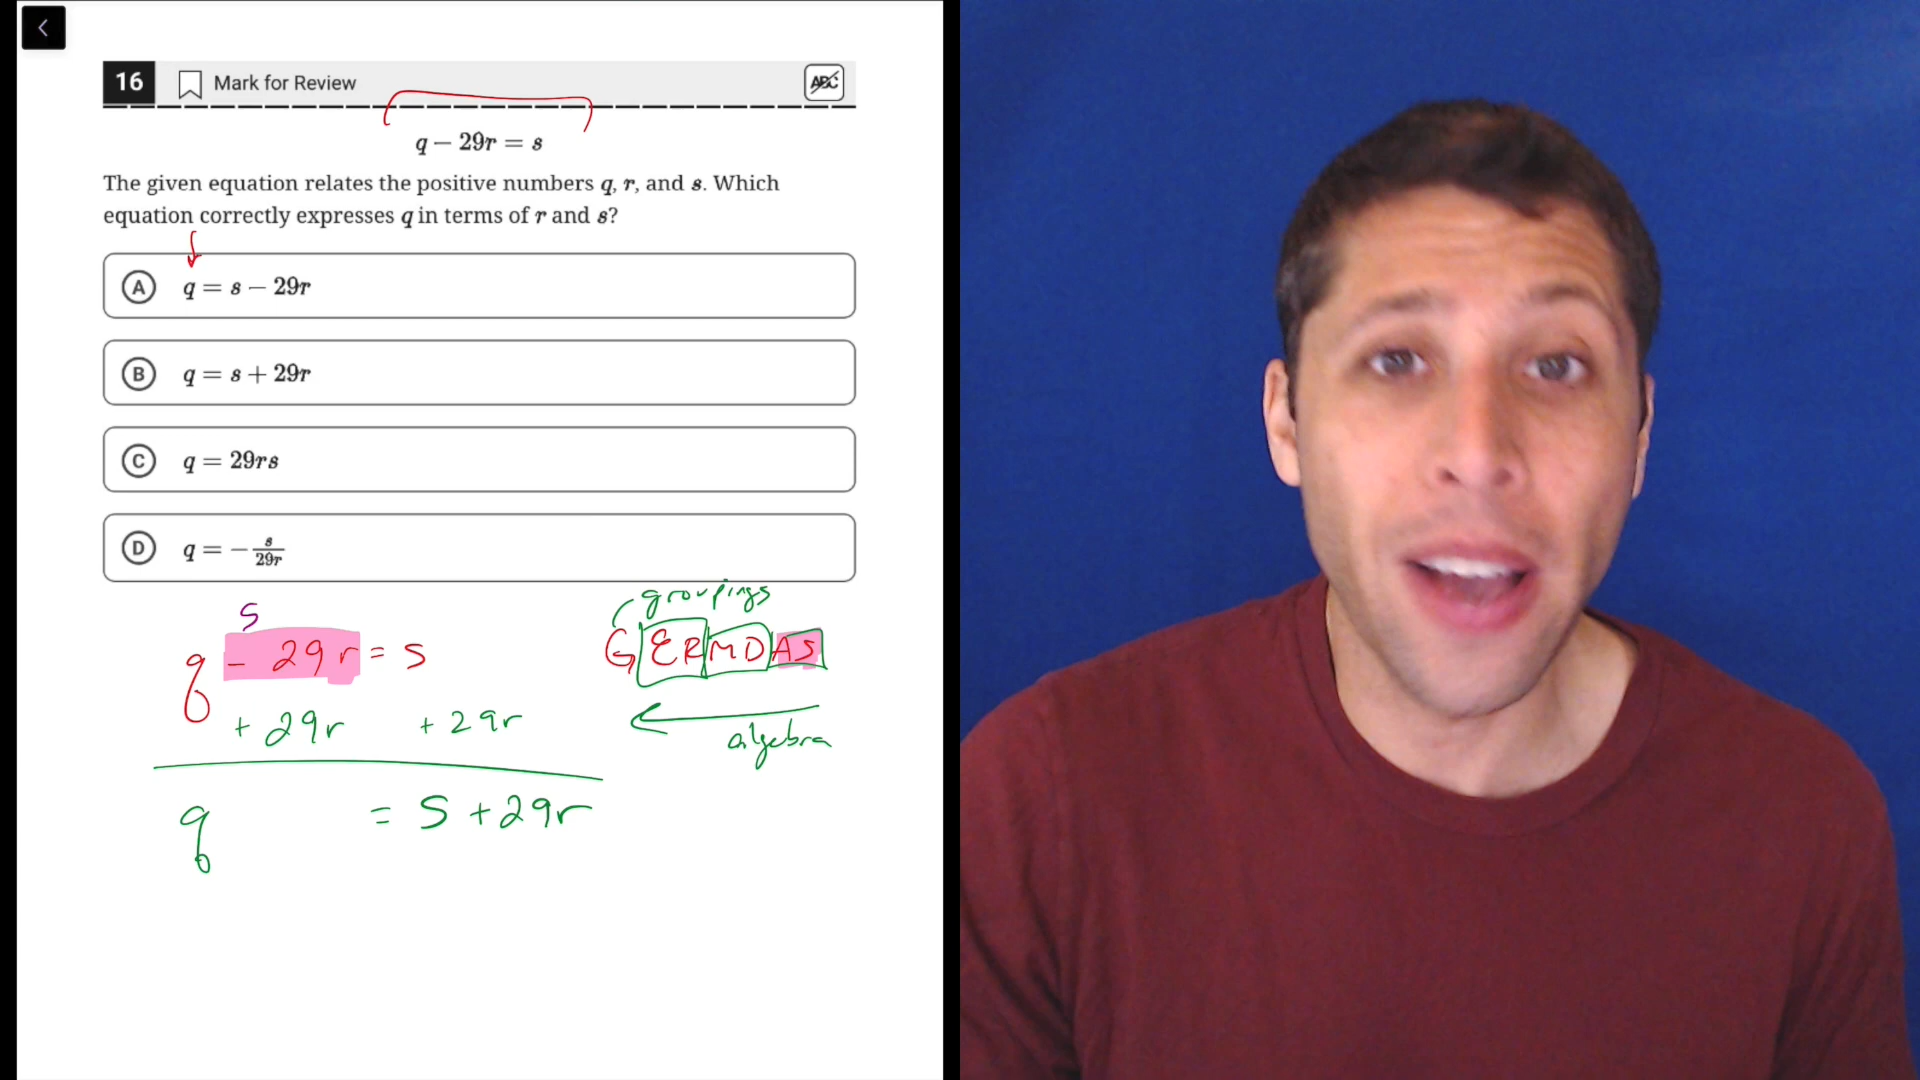 16 Mark for Review ABC
q − 29r = s
The given equation relates the positive numbers q, r, and s. Which
equation correctly expresses q in terms of r and s?
A q = s − 29r
B q = s + 29r
C q = 29rs
D q = − s/29r
S
q − 29r = s
+ 29r + 29r
q = S + 29r
groupings
GERMDAS
algebra